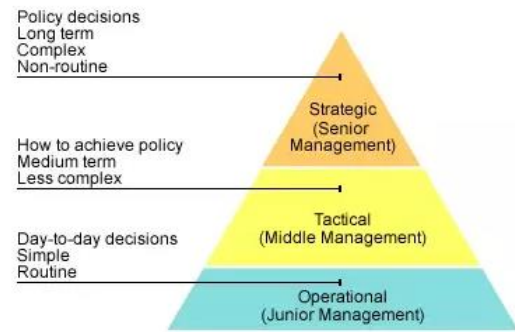 Policy decisions
Long term
Complex
Non-routine
Strategic
(Senior
Management)
How to achieve policy
Medium term
Less complex
Tactical
(Middle Management)
Day-to-day decisions
Simple
Routine
Operational
(Junior Management)